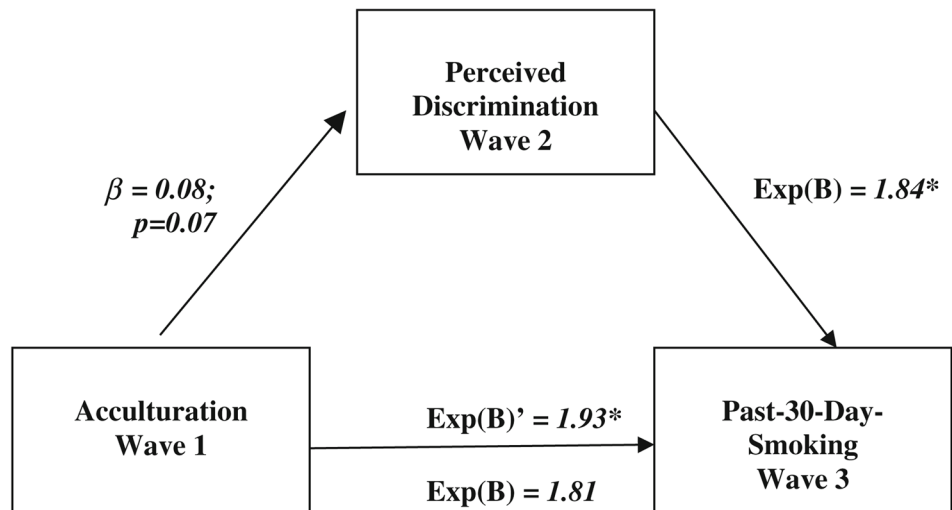 Perceived
Discrimination
Wave 2
β = 0.08;
p=0.07
Exp(B) = 1.84*
Acculturation
Wave 1
Exp(B)’ = 1.93*
Exp(B) = 1.81
Past-30-Day-
Smoking
Wave 3